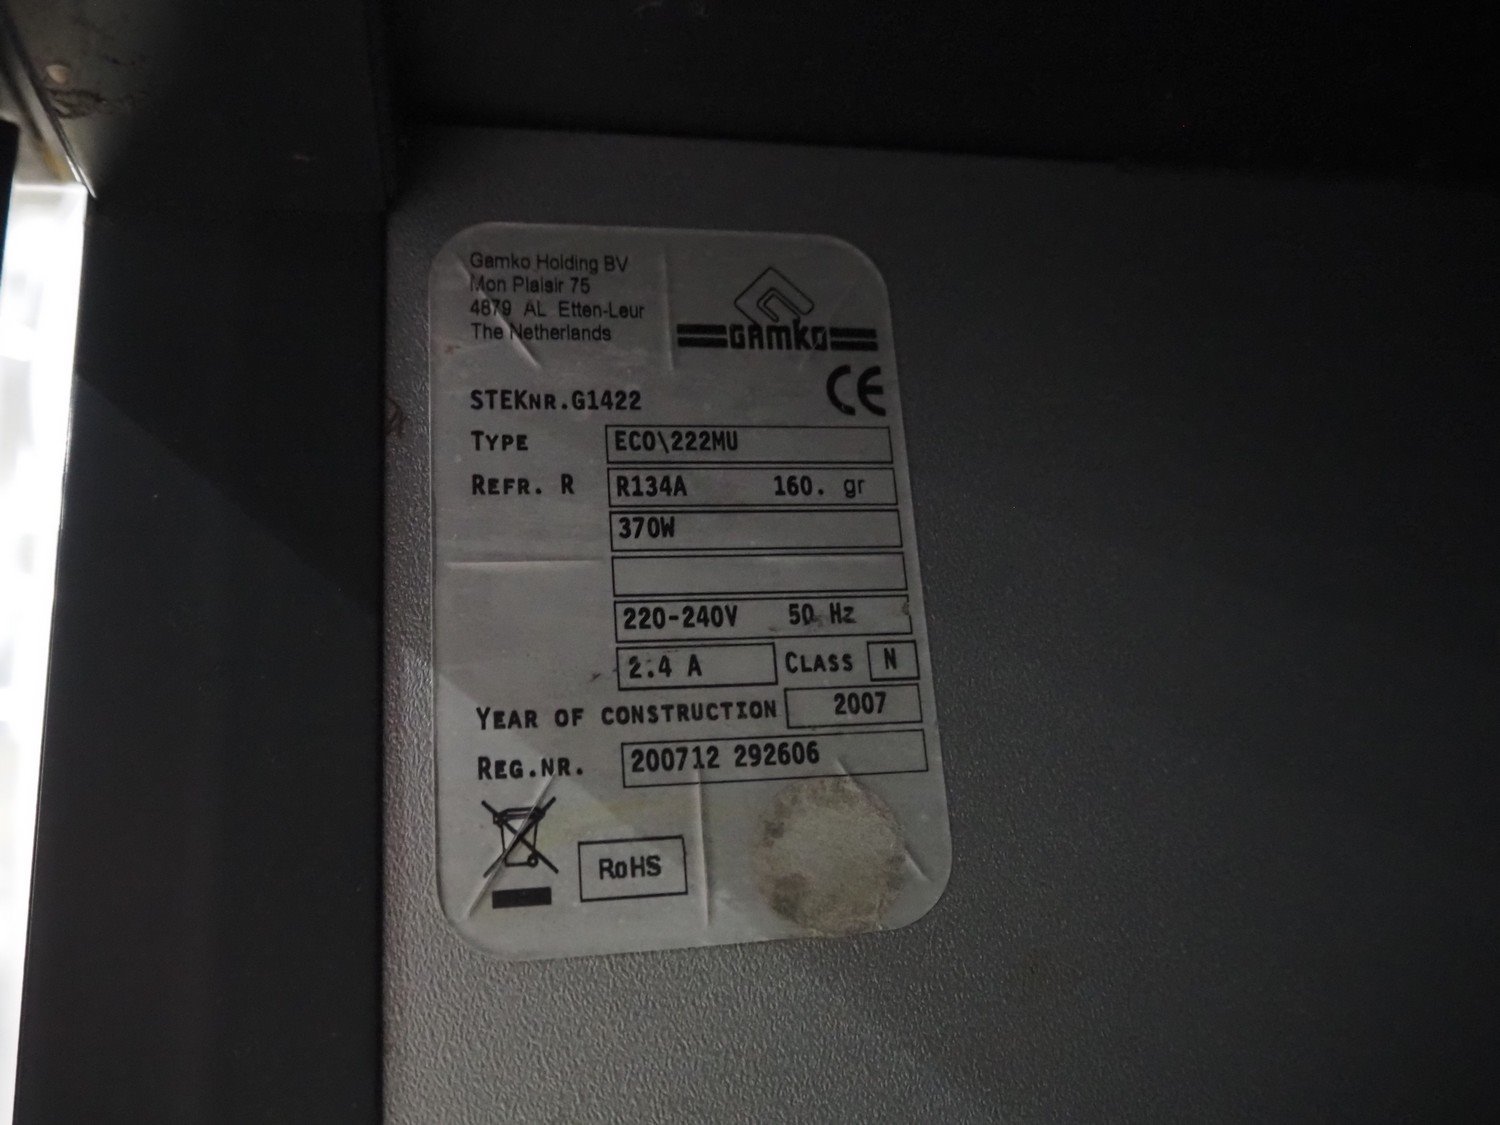 Gamko Holding BV
Mon Plaisir 75
4879 AL Etten-Leur
The Netherlands
GAMKO
CE
STEKNR.G1422
TYPE ECO\222MU
REFR. R R134A 160. gr
370W
220-240V 50 Hz
2.4 A CLASS N
YEAR OF CONSTRUCTION 2007
REG.NR. 200712 292606
RoHS